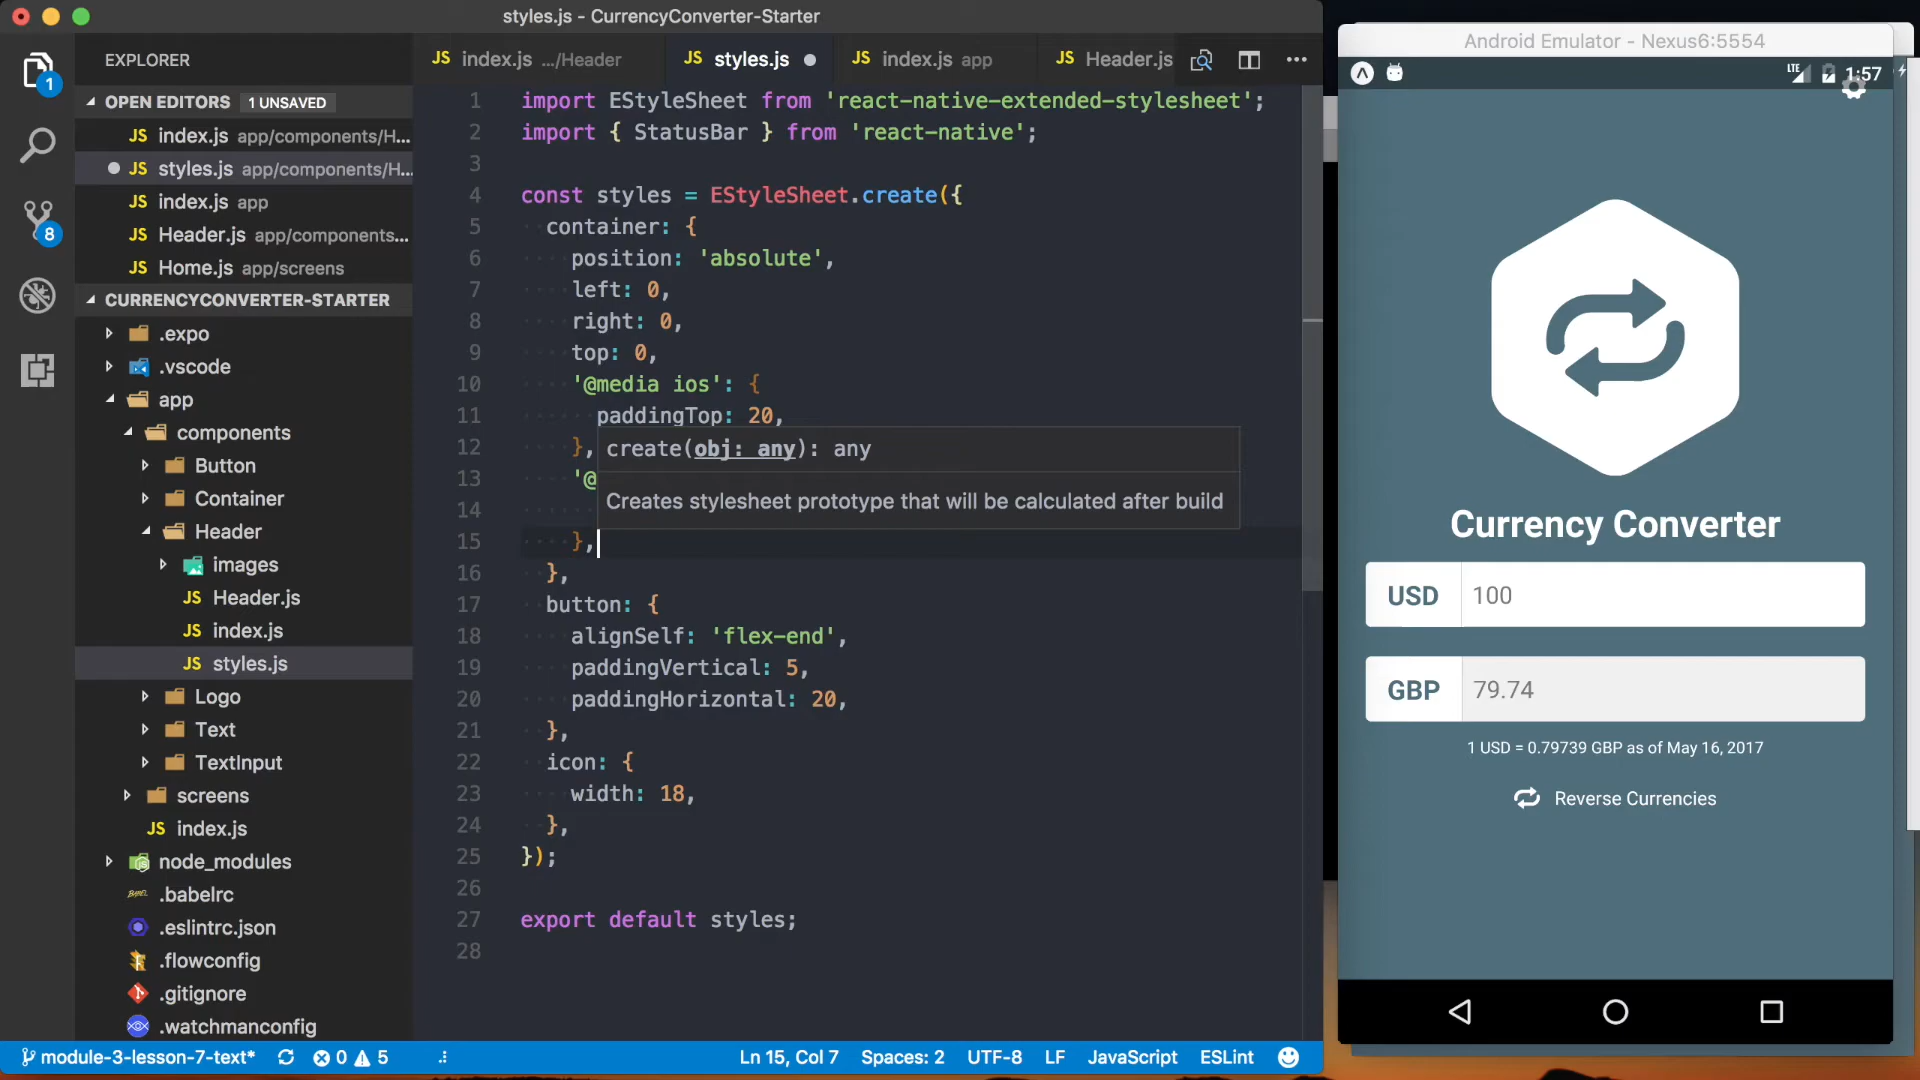 styles.js - CurrencyConverter-Starter
EXPLORER
OPEN EDITORS 1 UNSAVED
JS index.js app/components/H...
JS styles.js app/components/H...
JS index.js app
JS Header.js app/components...
JS Home.js app/screens
CURRENCYCONVERTER-STARTER
.expo
.vscode
app
components
Button
Container
Header
images
JS Header.js
JS index.js
JS styles.js
Logo
Text
TextInput
screens
JS index.js
node_modules
.babelrc
.eslintrc.json
.flowconfig
.gitignore
.watchmanconfig
1
8
JS index.js .../Header
JS styles.js
JS index.js app
JS Header.js
1 import EStyleSheet from 'react-native-extended-stylesheet';
2 import { StatusBar } from 'react-native';
3
4 const styles = EStyleSheet.create({
5 container: {
6 position: 'absolute',
7 left: 0,
8 right: 0,
9 top: 0,
10 '@media ios': {
11 paddingTop: 20,
12 },
13 '@
14
15 },
16 },
17 button: {
18 alignSelf: 'flex-end',
19 paddingVertical: 5,
20 paddingHorizontal: 20,
21 },
22 icon: {
23 width: 18,
24 },
25 });
26
27 export default styles;
28
create(obj: any): any
Creates stylesheet prototype that will be calculated after build
module-3-lesson-7-text*
0
5
Ln 15, Col 7
Spaces: 2
UTF-8
LF
JavaScript
ESLint
Android Emulator - Nexus6:5554
LTE
1:57
Currency Converter
USD 100
GBP 79.74
1 USD = 0.79739 GBP as of May 16, 2017
Reverse Currencies